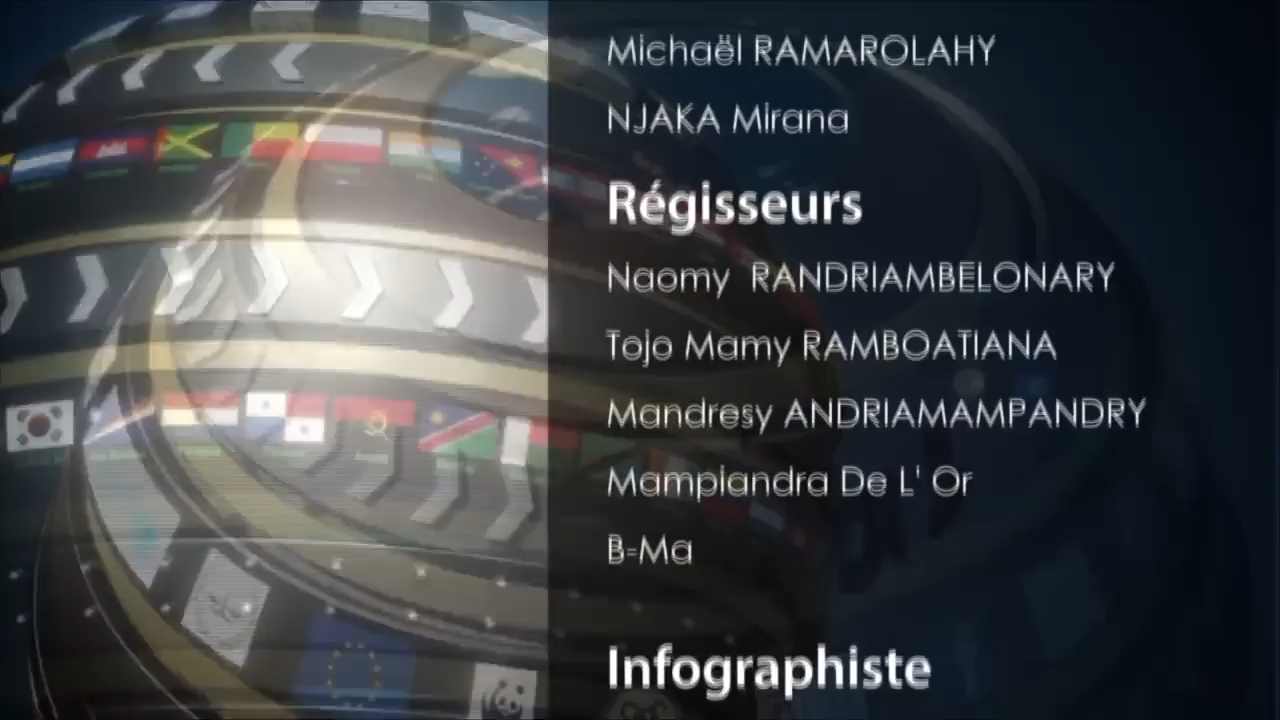 Michaël RAMAROLAHY
NJAKA Mirana
Régisseurs
Naomy RANDRIAMBELONARY
Tojo Mamy RAMBOATIANA
Mandresy ANDRIAMAMPANDRY
Mampiandra De L' Or
B-Ma
Infographiste